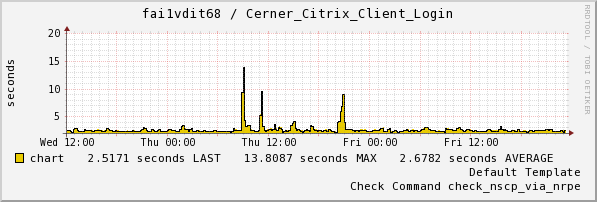 fai1vdit68 / Cerner_Citrix_Client_Login
RRDTOOL / TOBI OETIKER
seconds
20
15
10
5
Wed 12:00 Thu 00:00 Thu 12:00 Fri 00:00 Fri 12:00
chart 2.5171 seconds LAST 13.8087 seconds MAX 2.6782 seconds AVERAGE
Default Template
Check Command check_nscp_via_nrpe